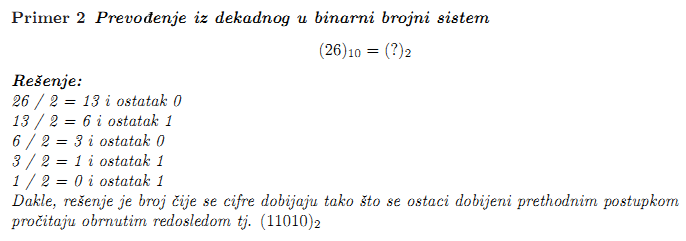 Primer 2 Prevođenje iz dekadnog u binarni brojni sistem
(26)₁₀ = (?)₂
Rešenje:
26 / 2 = 13 i ostatak 0
13 / 2 = 6 i ostatak 1
6 / 2 = 3 i ostatak 0
3 / 2 = 1 i ostatak 1
1 / 2 = 0 i ostatak 1
Dakle, rešenje je broj čije se cifre dobijaju tako što se ostaci dobijeni prethodnim postupkom
pročitaju obrnutim redosledom tj. (11010)₂